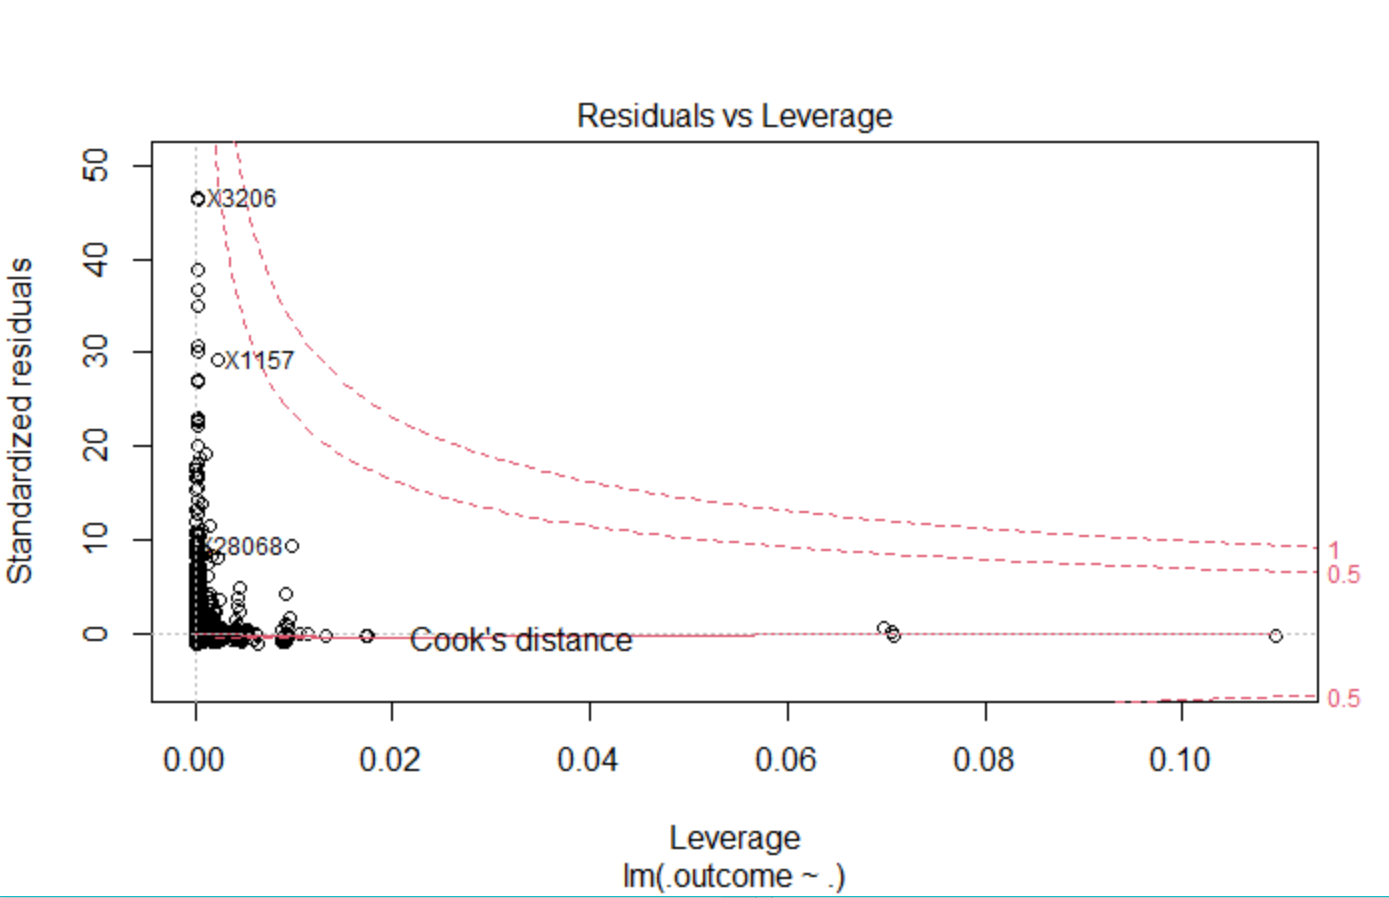 Residuals vs Leverage
Standardized residuals
50
40
30
20
10
0
X3206
X1157
X28068
Cook's distance
1
0.5
0.5
0.00 0.02 0.04 0.06 0.08 0.10
Leverage
lm(.outcome ~ .)